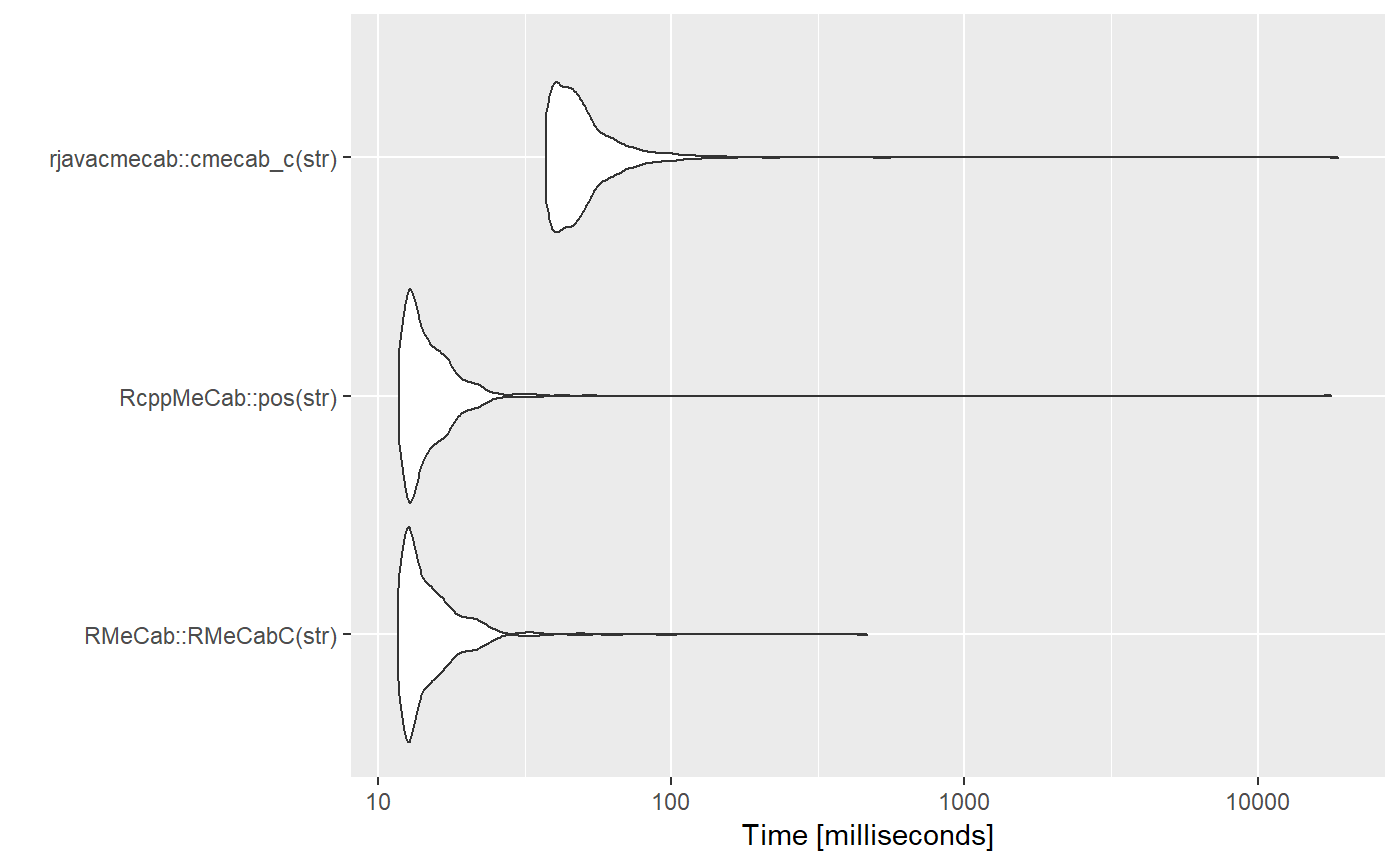 rjavacmecab::cmecab_c(str)
RcppMeCab::pos(str)
RMeCab::RMeCabC(str)
10 100 1000 10000
Time [milliseconds]